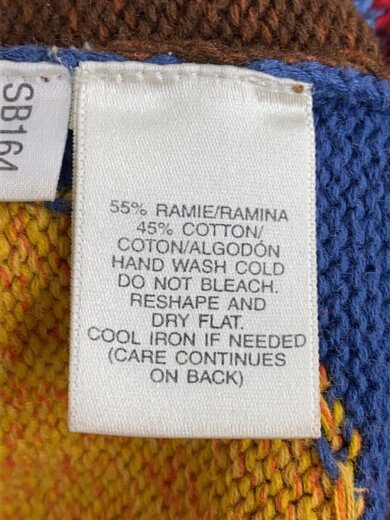 SB164
55% RAMIE/RAMINA
45% COTTON/
COTON/ALGODÓN
HAND WASH COLD
DO NOT BLEACH.
RESHAPE AND
DRY FLAT.
COOL IRON IF NEEDED
(CARE CONTINUES
ON BACK)